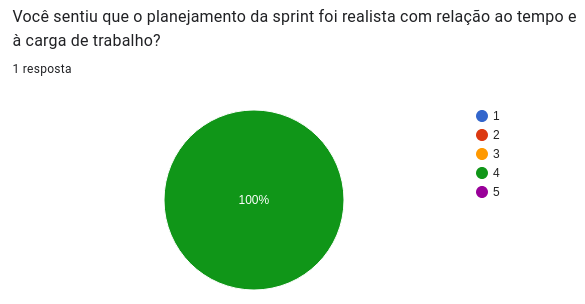 Você sentiu que o planejamento da sprint foi realista com relação ao tempo e
à carga de trabalho?
1 resposta
100%
1
2
3
4
5